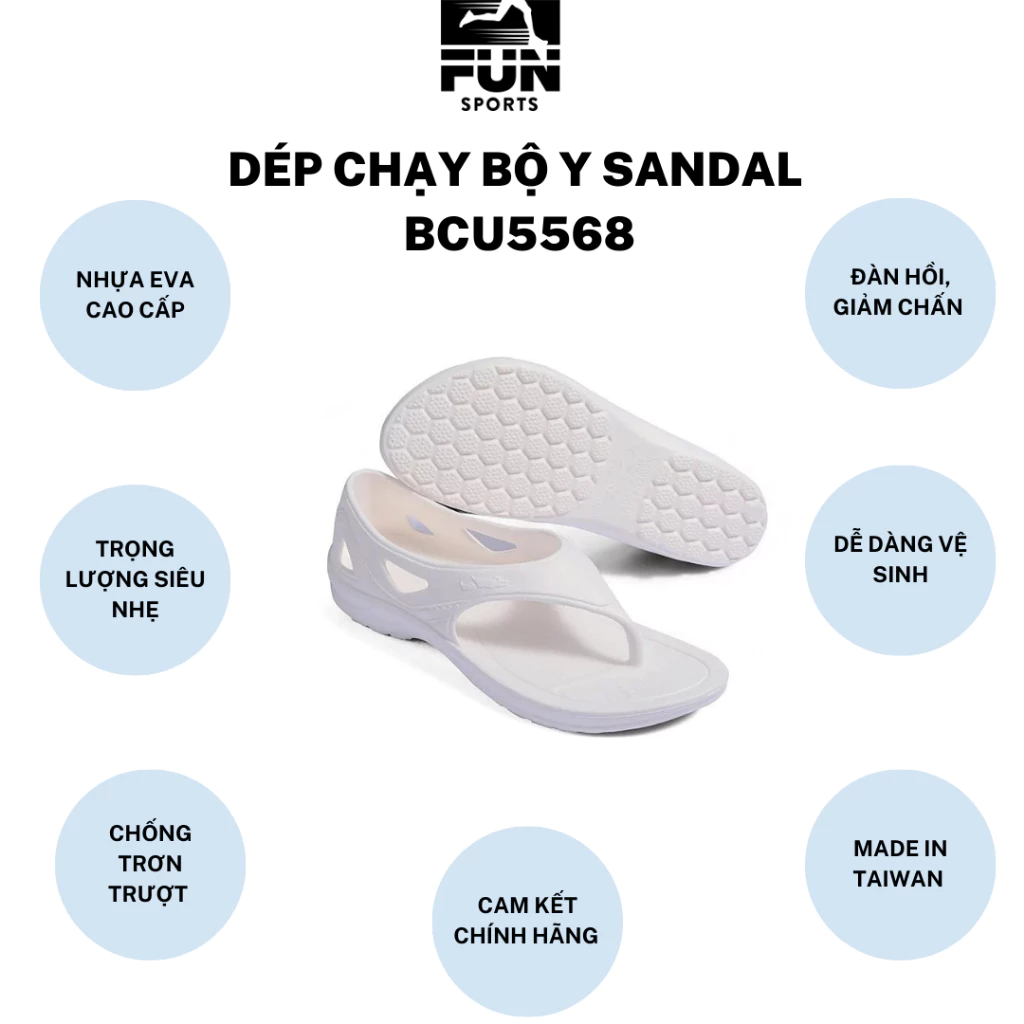 FUN
SPORTS
DÉP CHẠY BỘ Y SANDAL
BCU5568
NHỰA EVA
CAO CẤP
ĐÀN HỒI,
GIẢM CHẤN
TRỌNG
LƯỢNG SIÊU
NHẸ
DỄ DÀNG VỆ
SINH
CHỐNG
TRƠN
TRƯỢT
CAM KẾT
CHÍNH HÃNG
MADE IN
TAIWAN